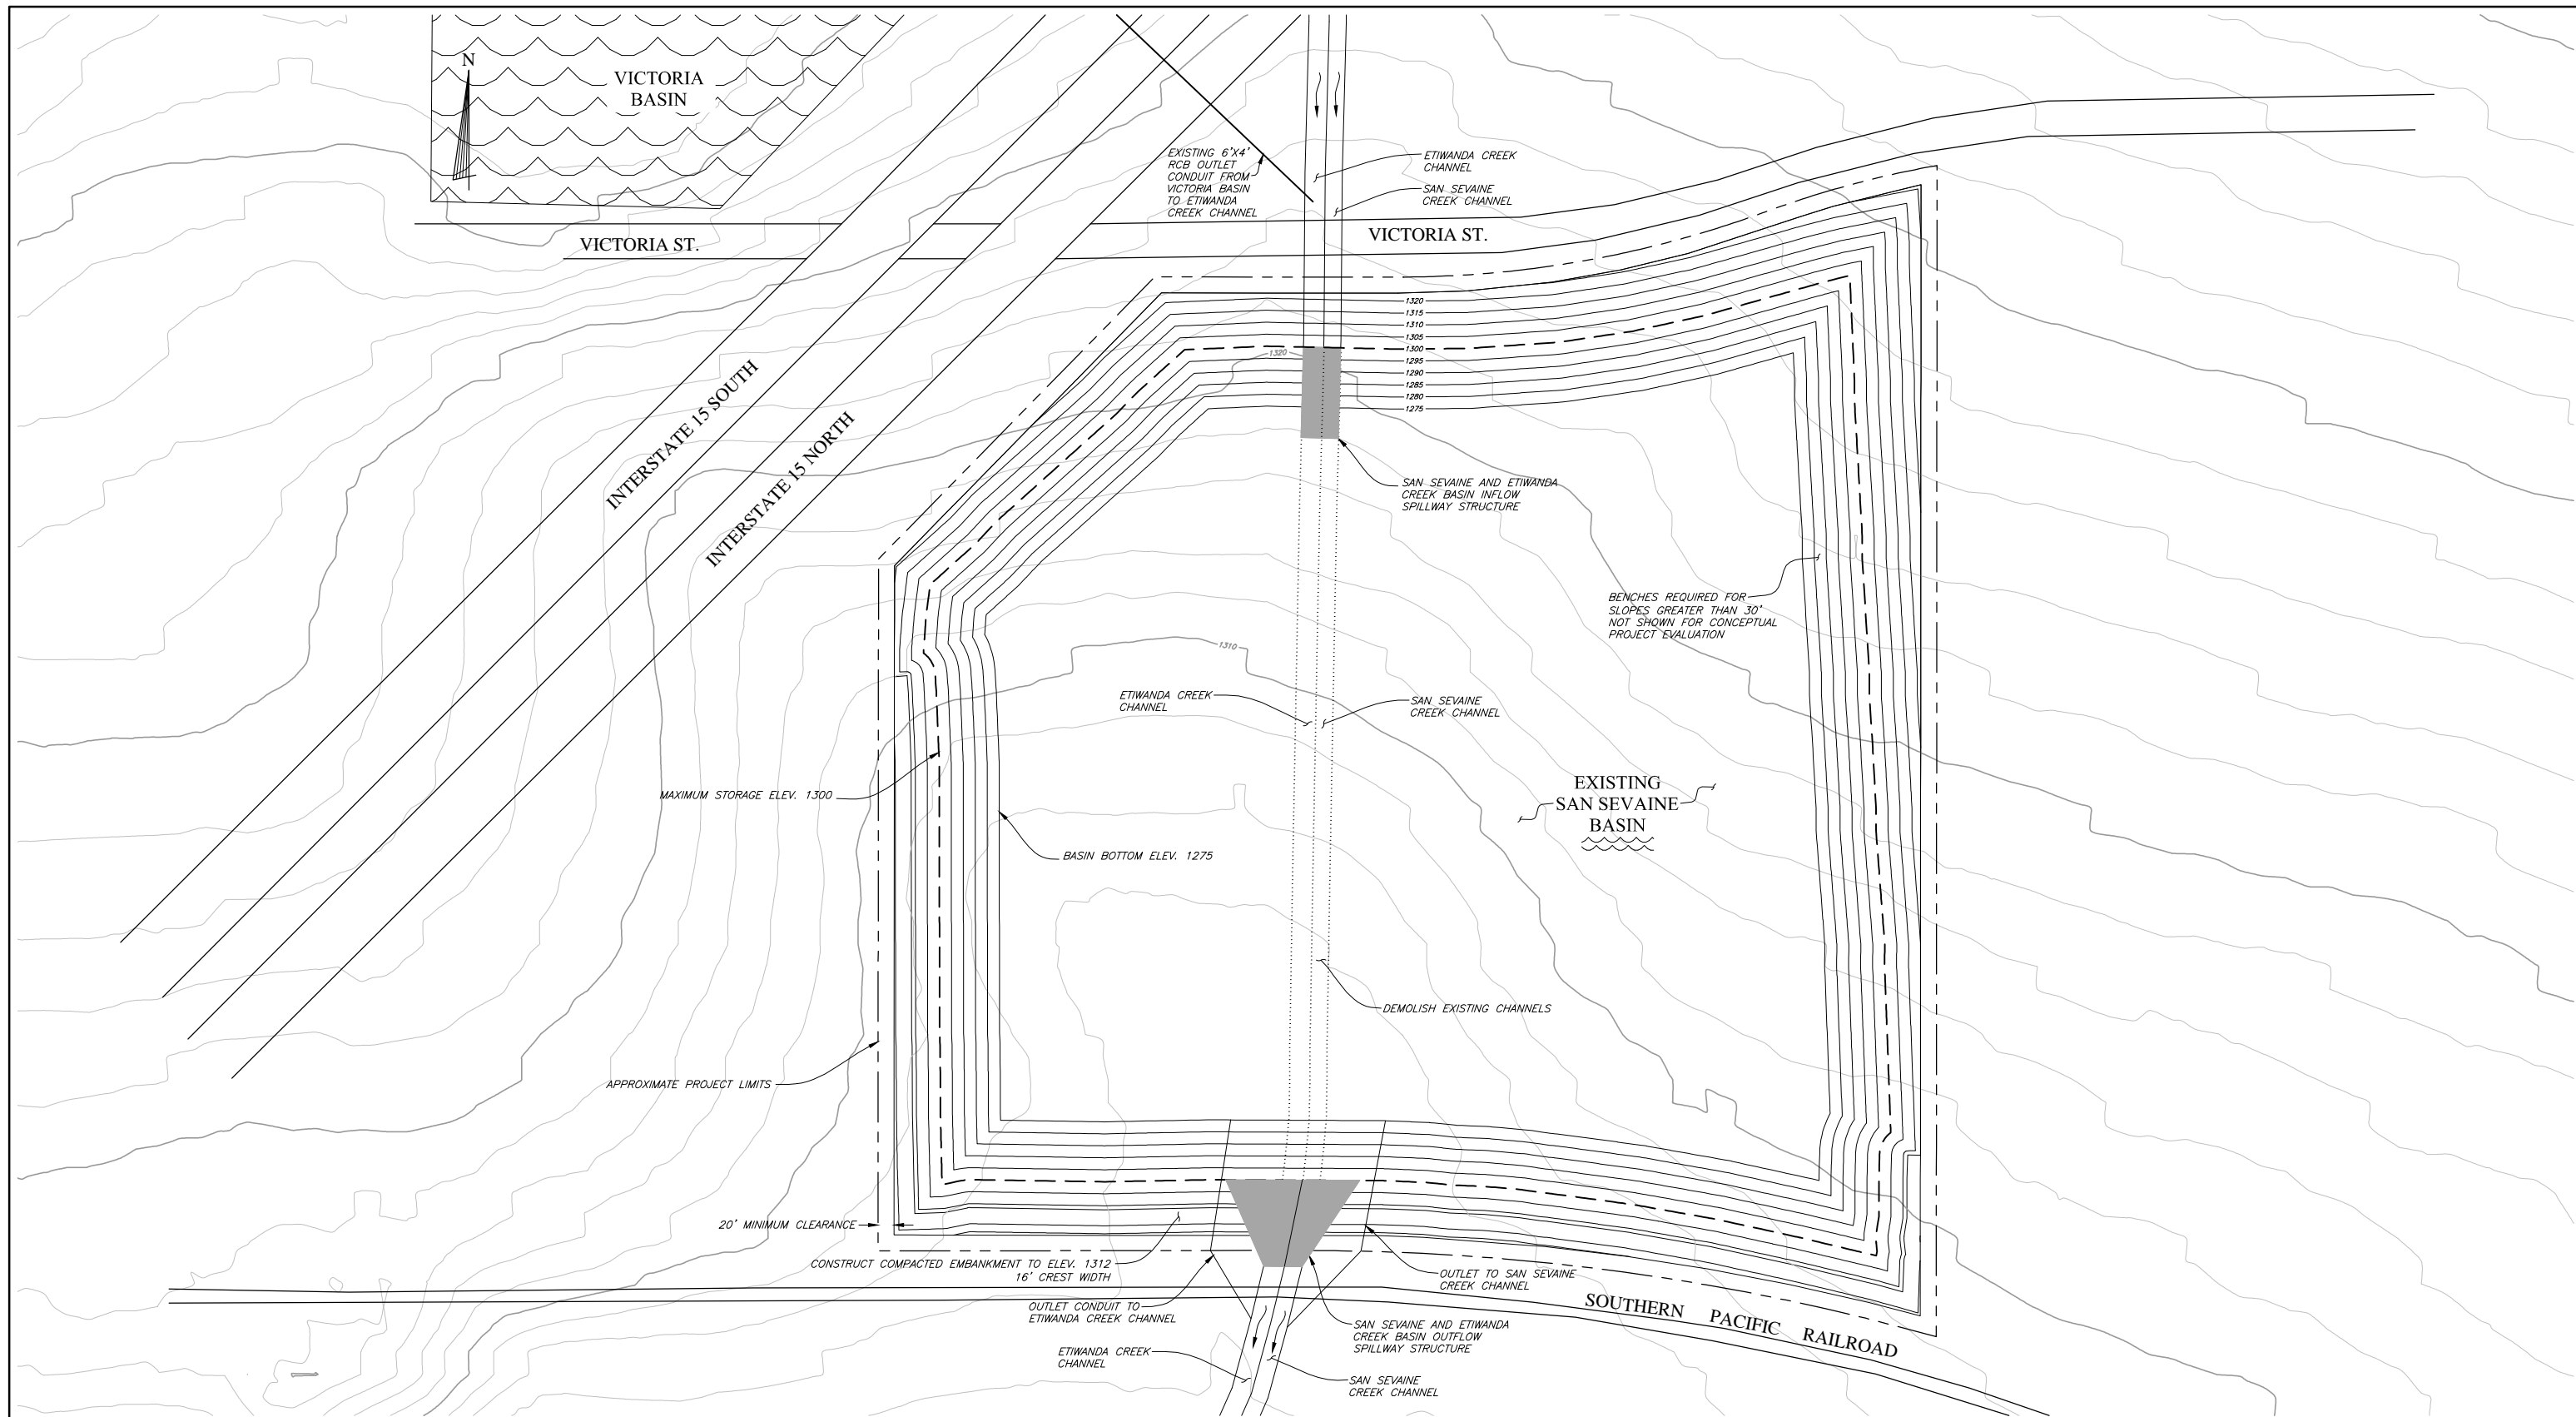 N
VICTORIA
BASIN
EXISTING 6'X4'
RCB OUTLET
CONDUIT FROM
VICTORIA BASIN
TO ETIWANDA
CREEK CHANNEL
ETIWANDA CREEK
CHANNEL
SAN SEVAINE
CREEK CHANNEL
VICTORIA ST.
VICTORIA ST.
1320
1315
1310
1305
1300
1295
1290
1285
1280
1275
1320
INTERSTATE 15 SOUTH
INTERSTATE 15 NORTH
SAN SEVAINE AND ETIWANDA
CREEK BASIN INFLOW
SPILLWAY STRUCTURE
BENCHES REQUIRED FOR
SLOPES GREATER THAN 30'
NOT SHOWN FOR CONCEPTUAL
PROJECT EVALUATION
1310
ETIWANDA CREEK
CHANNEL
SAN SEVAINE
CREEK CHANNEL
MAXIMUM STORAGE ELEV. 1300
EXISTING
SAN SEVAINE
BASIN
BASIN BOTTOM ELEV. 1275
DEMOLISH EXISTING CHANNELS
APPROXIMATE PROJECT LIMITS
20' MINIMUM CLEARANCE
CONSTRUCT COMPACTED EMBANKMENT TO ELEV. 1312
16' CREST WIDTH
OUTLET TO SAN SEVAINE
CREEK CHANNEL
OUTLET CONDUIT TO
ETIWANDA CREEK CHANNEL
SOUTHERN PACIFIC RAILROAD
SAN SEVAINE AND ETIWANDA
CREEK BASIN OUTFLOW
SPILLWAY STRUCTURE
ETIWANDA CREEK
CHANNEL
SAN SEVAINE
CREEK CHANNEL